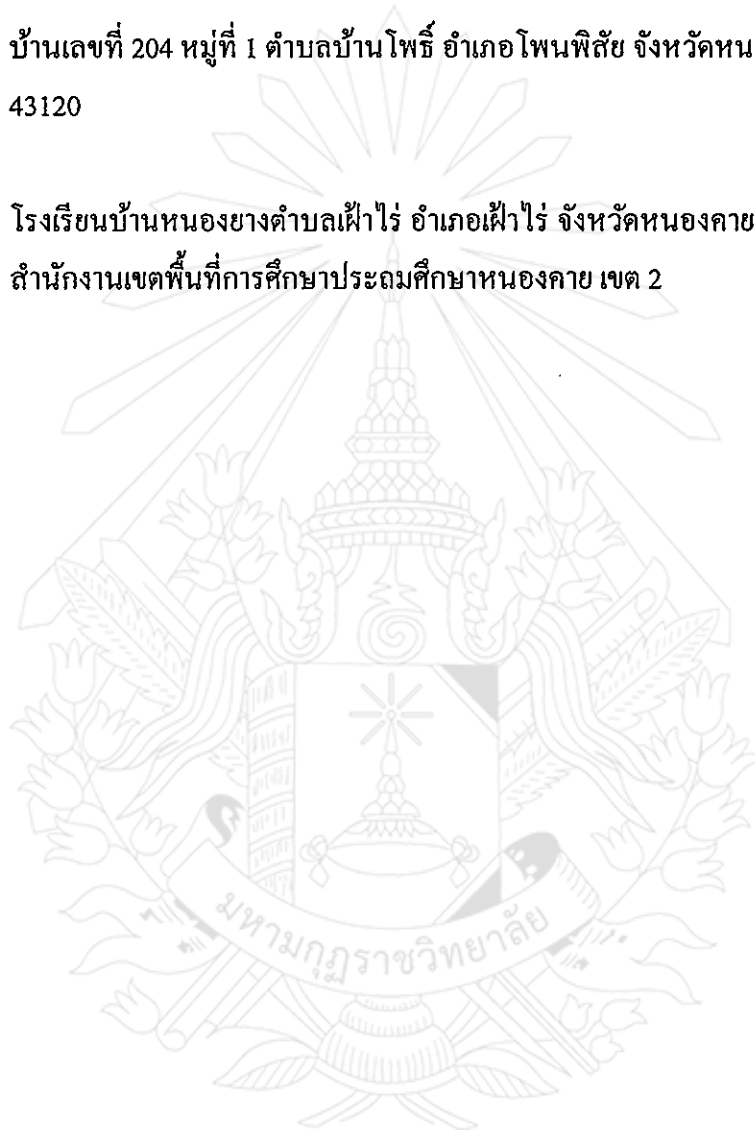 บ้านเลขที่ 204 หมู่ที่ 1 ตำบลบ้านโพธิ์ อำเภอโพนพิสัย จังหวัดหน
43120
โรงเรียนบ้านหนองยางตำบลเฝ้าไร่ อำเภอเฝ้าไร่ จังหวัดหนองคาย
สำนักงานเขตพื้นที่การศึกษาประถมศึกษาหนองคาย เขต 2
มหามกุฏราชวิทยาลัย